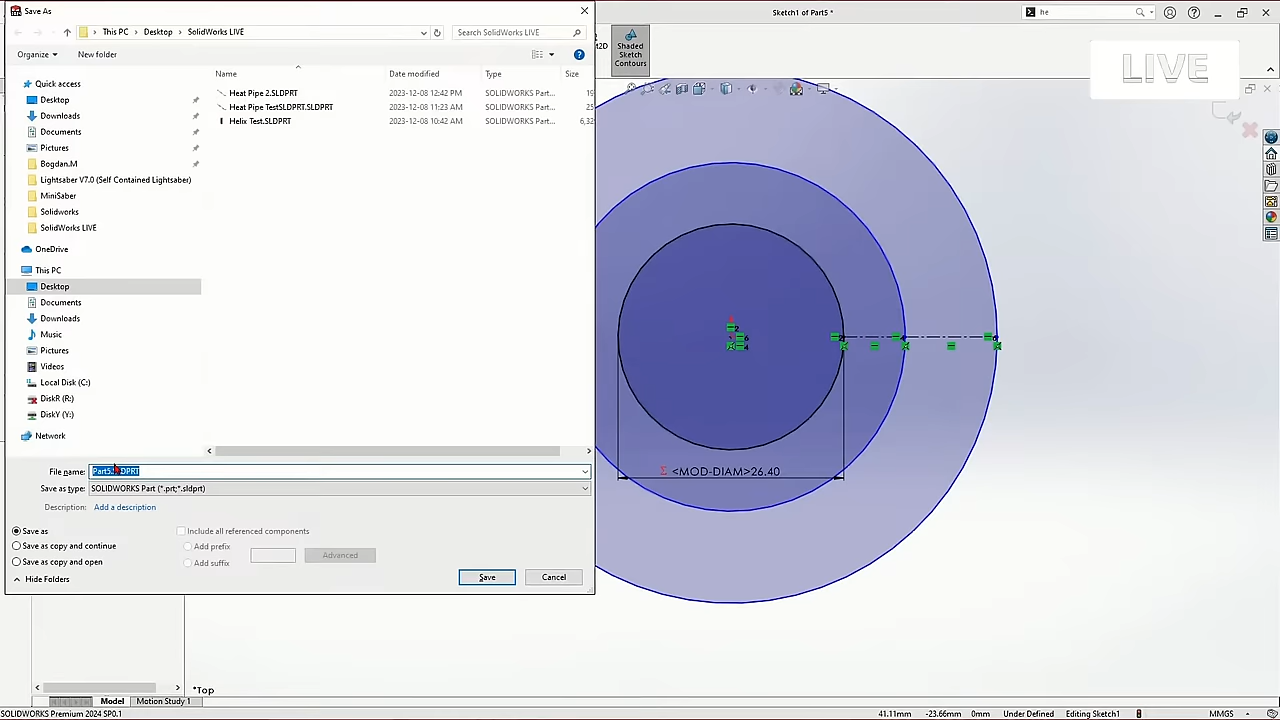 Save As
Sketch1 of Part5 *
he
This PC
Desktop
SolidWorks LIVE
Search SolidWorks LIVE
Organize
New folder
Shaded
Sketch
Contours
LIVE
Name
Date modified
Type
Size
Quick access
Desktop
Downloads
Documents
Pictures
Bogdan.M
Lightsaber V7.0 (Self Contained Lightsaber)
MiniSaber
Solidworks
SolidWorks LIVE
OneDrive
This PC
Desktop
Documents
Downloads
Music
Pictures
Videos
Local Disk (C:)
DiskR (R:)
DiskY (Y:)
Network
Heat Pipe 2.SLDPRT
2023-12-08 12:42 PM
SOLIDWORKS Part...
19
Heat Pipe TestSLDPRT.SLDPRT
2023-12-08 11:23 AM
SOLIDWORKS Part...
25
Helix Test.SLDPRT
2023-12-08 10:42 AM
SOLIDWORKS Part...
6,32
File name:
Part5.SLDPRT
Save as type:
SOLIDWORKS Part (*.prt;*.sldprt)
Description:
Add a description
Save as
Save as copy and continue
Save as copy and open
Include all referenced components
Add prefix
Add suffix
Advanced
Hide Folders
Save
Cancel
<MOD-DIAM>26.40
*Top
Model
Motion Study 1
SOLIDWORKS Premium 2024 SP0.1
41.11mm
-23.66mm
0mm
Under Defined
Editing Sketch1
MMGS